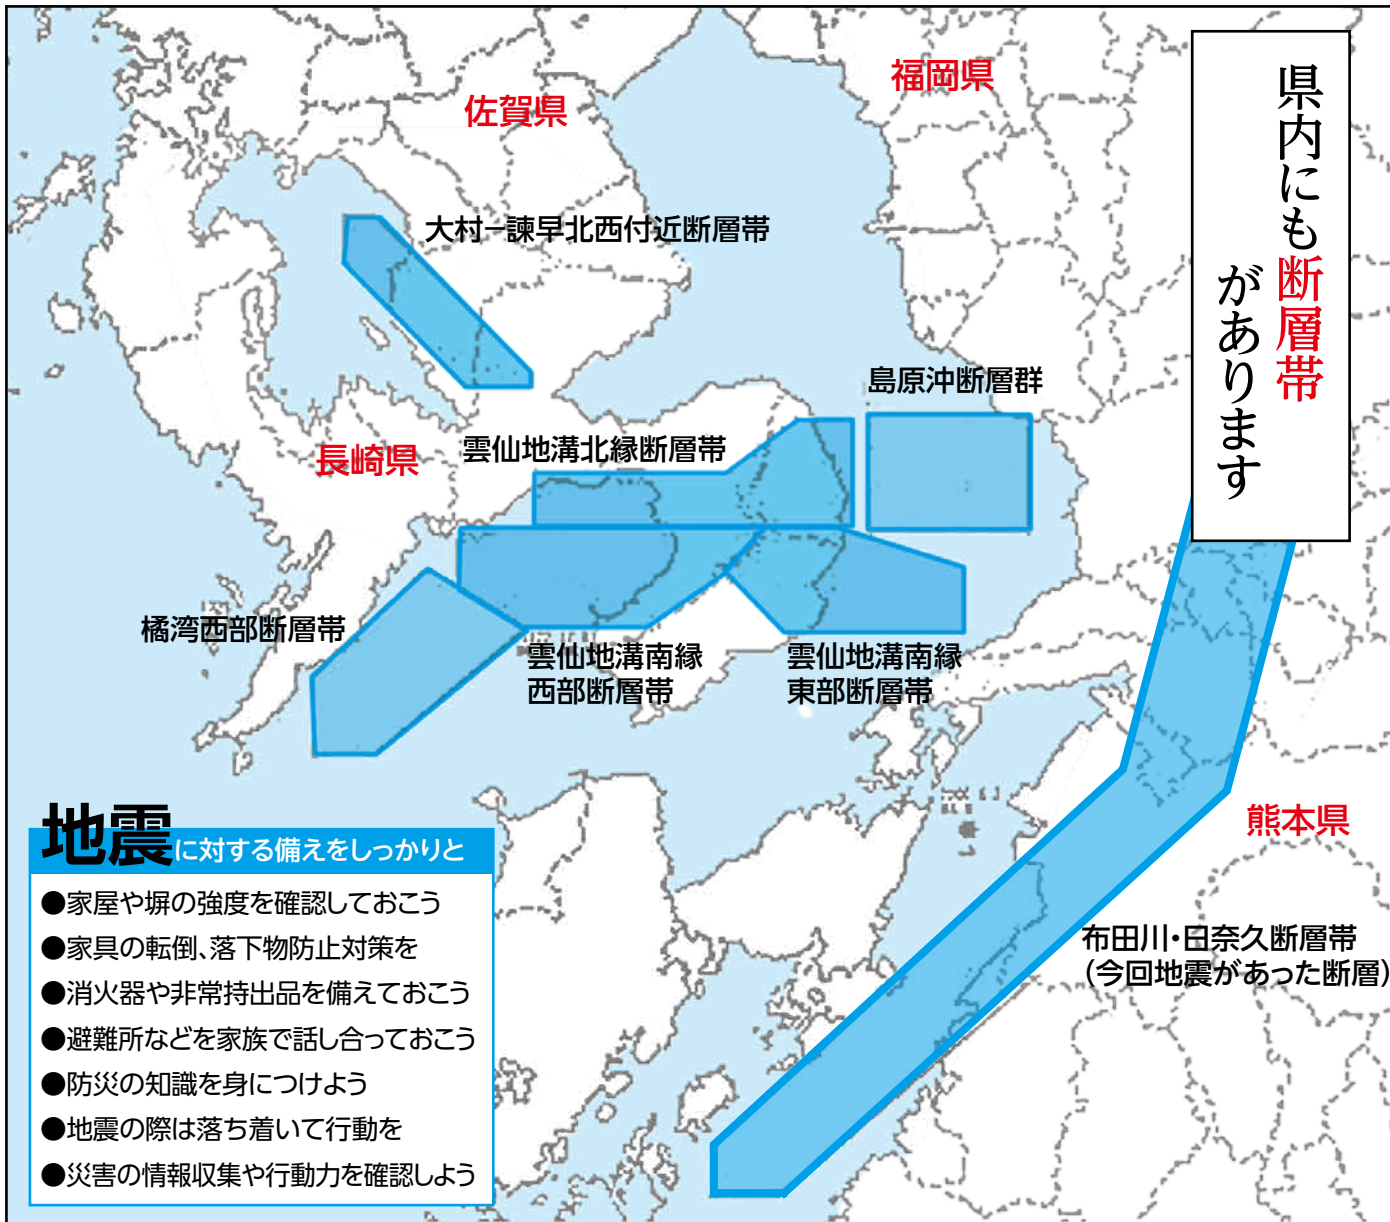 県内にも断層帯
があります
福岡県
佐賀県
大村−諫早北西付近断層帯
島原沖断層群
雲仙地溝北縁断層帯
長崎県
橘湾西部断層帯
雲仙地溝南縁
西部断層帯
雲仙地溝南縁
東部断層帯
熊本県
布田川・日奈久断層帯
(今回地震があった断層)
地震に対する備えをしっかりと
●家屋や塀の強度を確認しておこう
●家具の転倒、落下物防止対策を
●消火器や非常持出品を備えておこう
●避難所などを家族で話し合っておこう
●防災の知識を身につけよう
●地震の際は落ち着いて行動を
●災害の情報収集や行動力を確認しよう